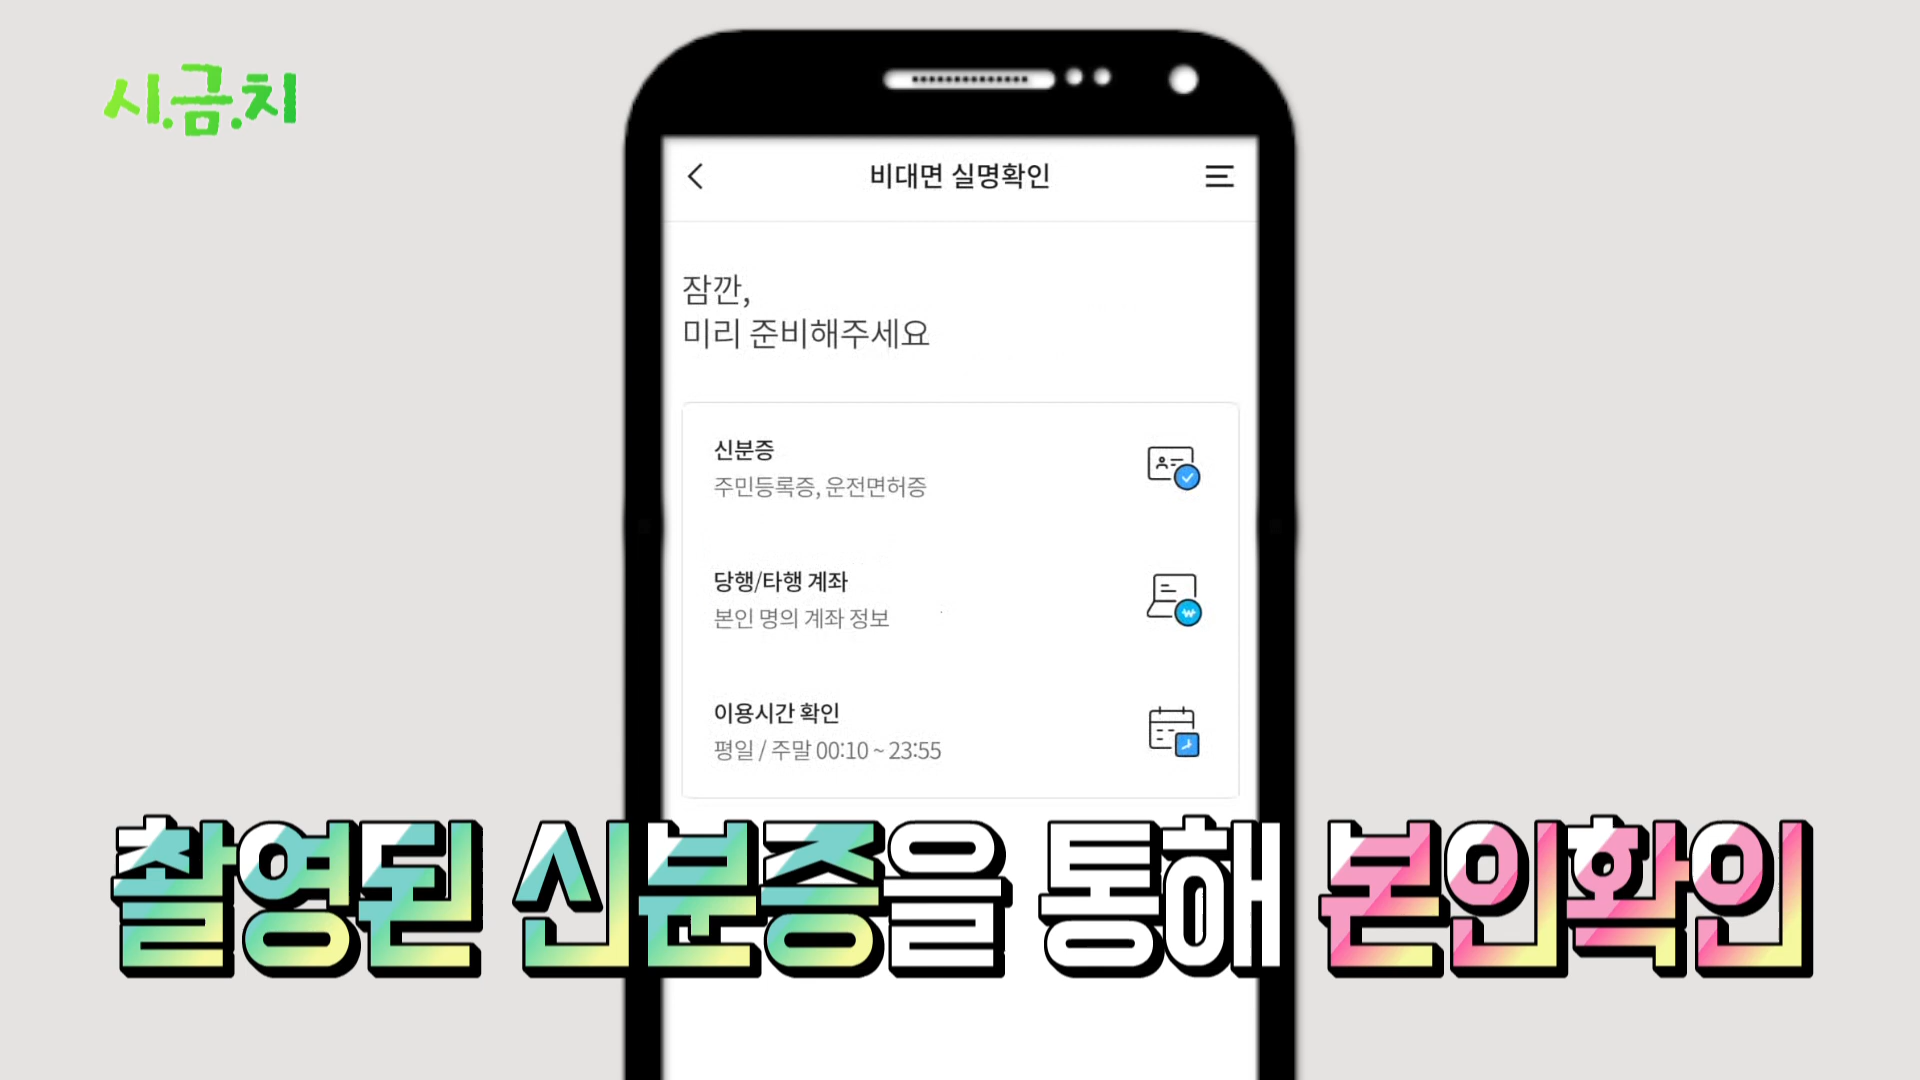 시.금.치
비대면 실명확인
잠깐,
미리 준비해주세요
신분증
주민등록증, 운전면허증
당행/타행 계좌
본인 명의 계좌 정보
이용시간 확인
평일 / 주말 00:10 ~ 23:55
촬영된 신분증을 통해 본인확인